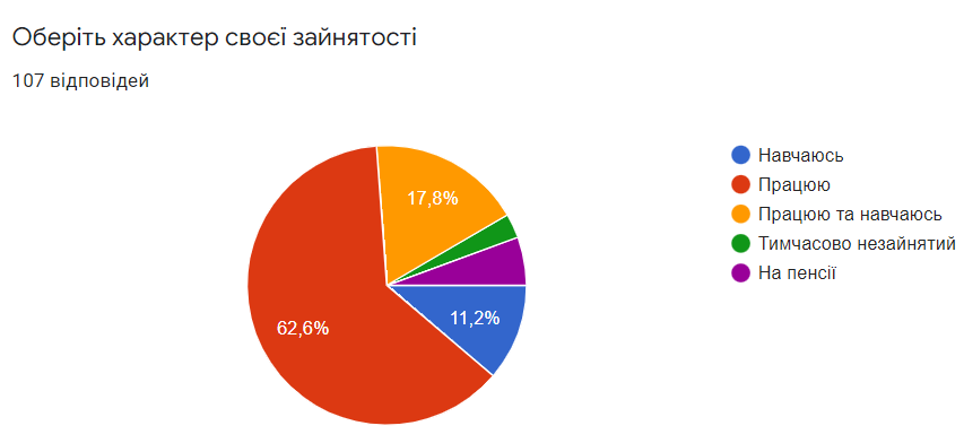 Оберіть характер своєї зайнятості
107 відповідей
17,8%
62,6%
11,2%
Навчаюсь
Працюю
Працюю та навчаюсь
Тимчасово незайнятий
На пенсії